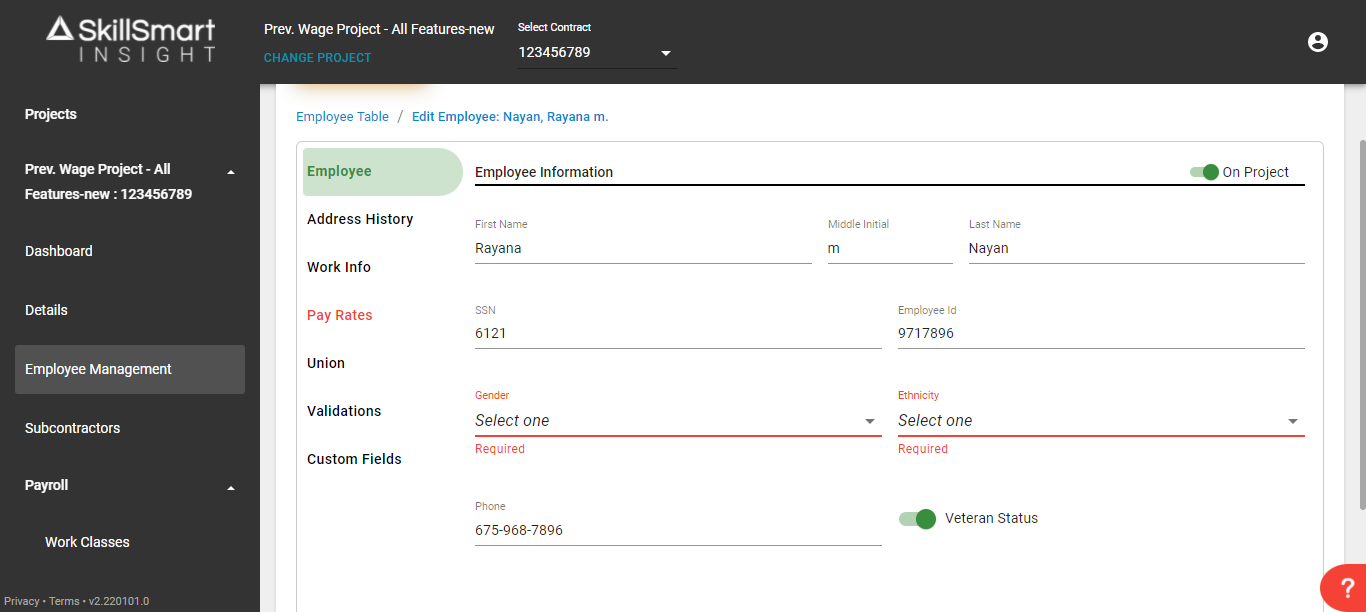 SkillSmart
INSIGHT
Prev. Wage Project - All Features-new
CHANGE PROJECT
Select Contract
123456789
Projects
Prev. Wage Project - All
Features-new : 123456789
Dashboard
Details
Employee Management
Subcontractors
Payroll
Work Classes
Privacy • Terms • v2.220101.0
Employee Table / Edit Employee: Nayan, Rayana m.
Employee
Address History
Work Info
Pay Rates
Union
Validations
Custom Fields
Employee Information
On Project
First Name
Rayana
Middle Initial
m
Last Name
Nayan
SSN
6121
Employee Id
9717896
Gender
Select one
Required
Ethnicity
Select one
Required
Phone
675-968-7896
Veteran Status
?